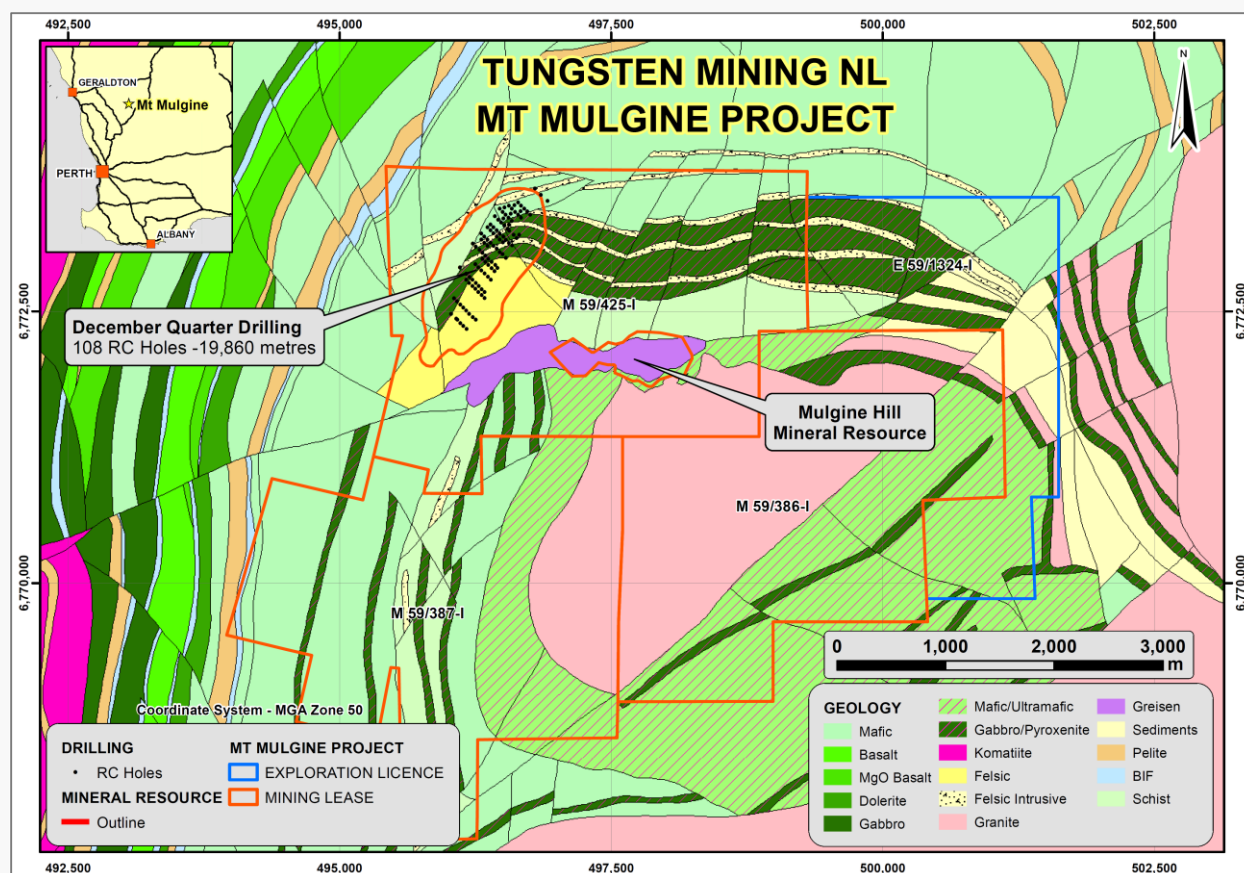 492,500
495,000
497,500
500,000
502,500
GERALDTON
Mt Mulgine
PERTH
ALBANY
TUNGSTEN MINING NL
MT MULGINE PROJECT
N
E 59/1324-I
M 59/425-I
6,772,500
6,772,500
December Quarter Drilling
108 RC Holes -19,860 metres
Mulgine Hill
Mineral Resource
M 59/386-I
6,770,000
6,770,000
M 59/387-I
0
1,000
2,000
3,000
m
Coordinate System - MGA Zone 50
DRILLING
RC Holes
MINERAL RESOURCE
Outline
MT MULGINE PROJECT
EXPLORATION LICENCE
MINING LEASE
GEOLOGY
Mafic
Basalt
MgO Basalt
Dolerite
Gabbro
Mafic/Ultramafic
Gabbro/Pyroxenite
Komatiite
Felsic
Felsic Intrusive
Granite
Greisen
Sediments
Pelite
BIF
Schist
492,500
495,000
497,500
500,000
502,500